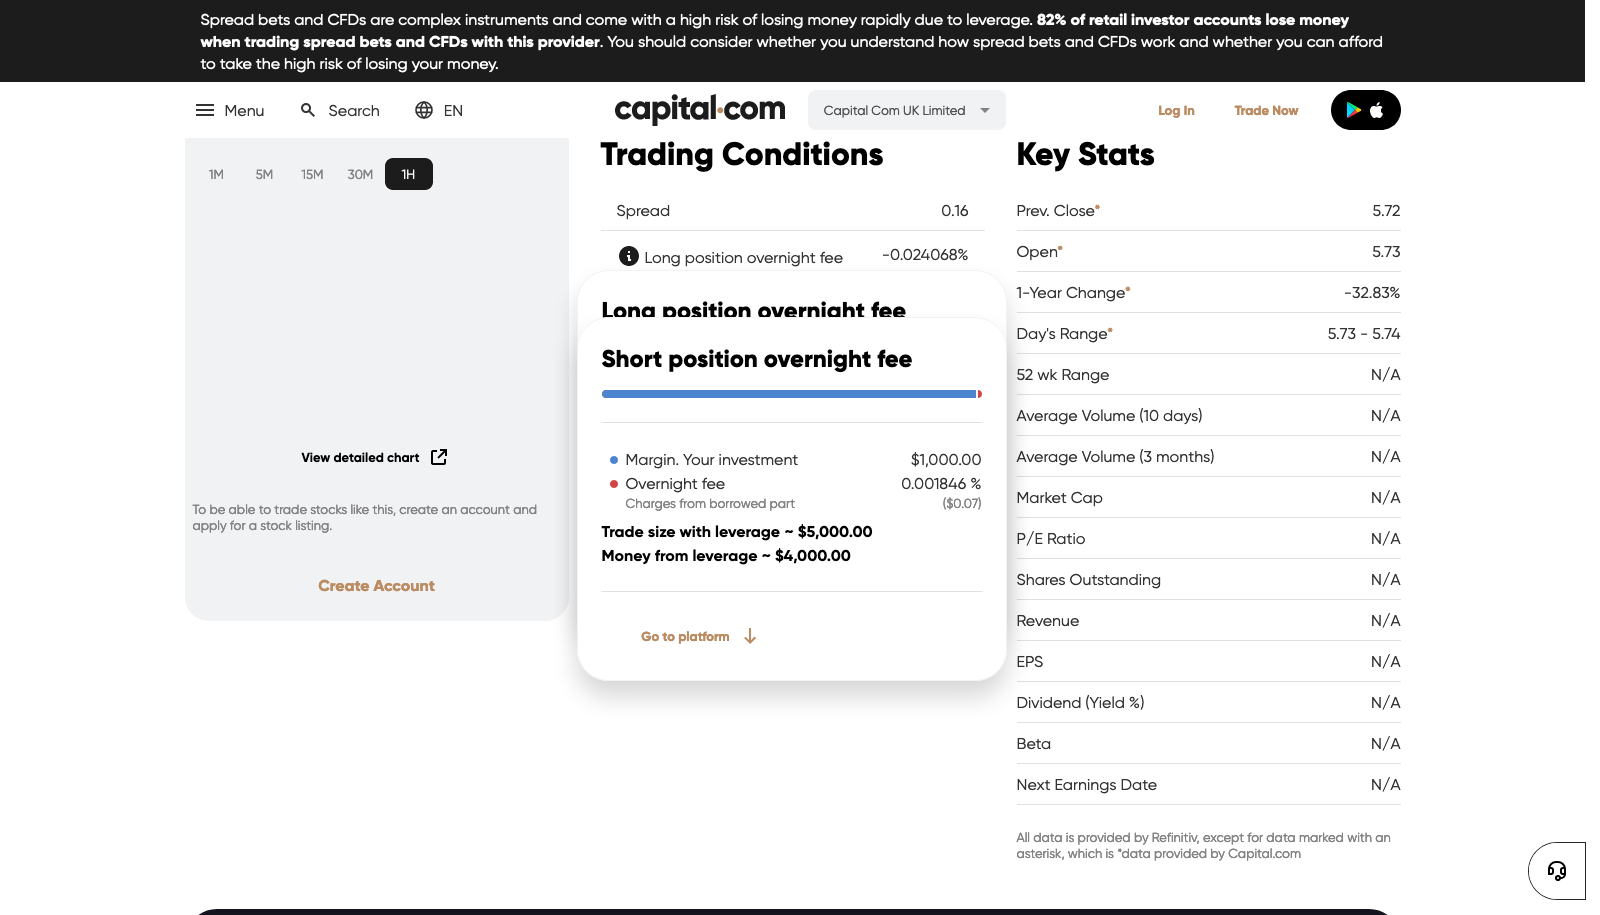 Spread bets and CFDs are complex instruments and come with a high risk of losing money rapidly due to leverage. 82% of retail investor accounts lose money
when trading spread bets and CFDs with this provider. You should consider whether you understand how spread bets and CFDs work and whether you can afford
to take the high risk of losing your money.
Menu Search EN capital.com Capital Com UK Limited Log In Trade Now
1M 5M 15M 30M 1H
View detailed chart
To be able to trade stocks like this, create an account and
apply for a stock listing.
Create Account
Trading Conditions
Spread 0.16
Long position overnight fee -0.024068%
Long position overnight fee
Short position overnight fee
Margin. Your investment $1,000.00
Overnight fee 0.001846 %
Charges from borrowed part ($0.07)
Trade size with leverage ~ $5,000.00
Money from leverage ~ $4,000.00
Go to platform
Key Stats
Prev. Close* 5.72
Open* 5.73
1-Year Change* -32.83%
Day's Range* 5.73 - 5.74
52 wk Range N/A
Average Volume (10 days) N/A
Average Volume (3 months) N/A
Market Cap N/A
P/E Ratio N/A
Shares Outstanding N/A
Revenue N/A
EPS N/A
Dividend (Yield %) N/A
Beta N/A
Next Earnings Date N/A
All data is provided by Refinitiv, except for data marked with an
asterisk, which is *data provided by Capital.com